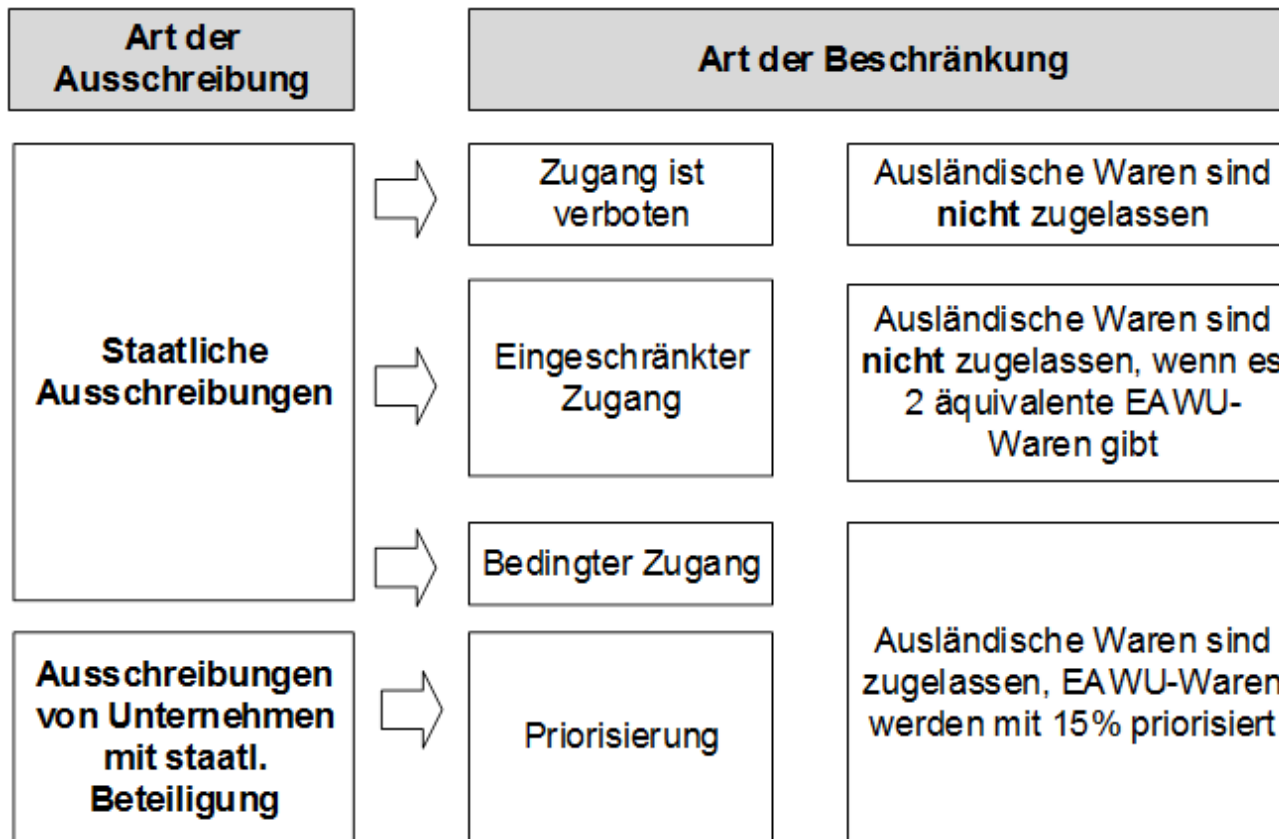 Art der
Ausschreibung
Art der Beschränkung
Staatliche
Ausschreibungen
Zugang ist
verboten
Ausländische Waren sind
nicht zugelassen
Eingeschränkter
Zugang
Ausländische Waren sind
nicht zugelassen, wenn es
2 äquivalente EAWU-
Waren gibt
Bedingter Zugang
Ausschreibungen
von Unternehmen
mit staatl.
Beteiligung
Priorisierung
Ausländische Waren sind
zugelassen, EAWU-Waren
werden mit 15% priorisiert